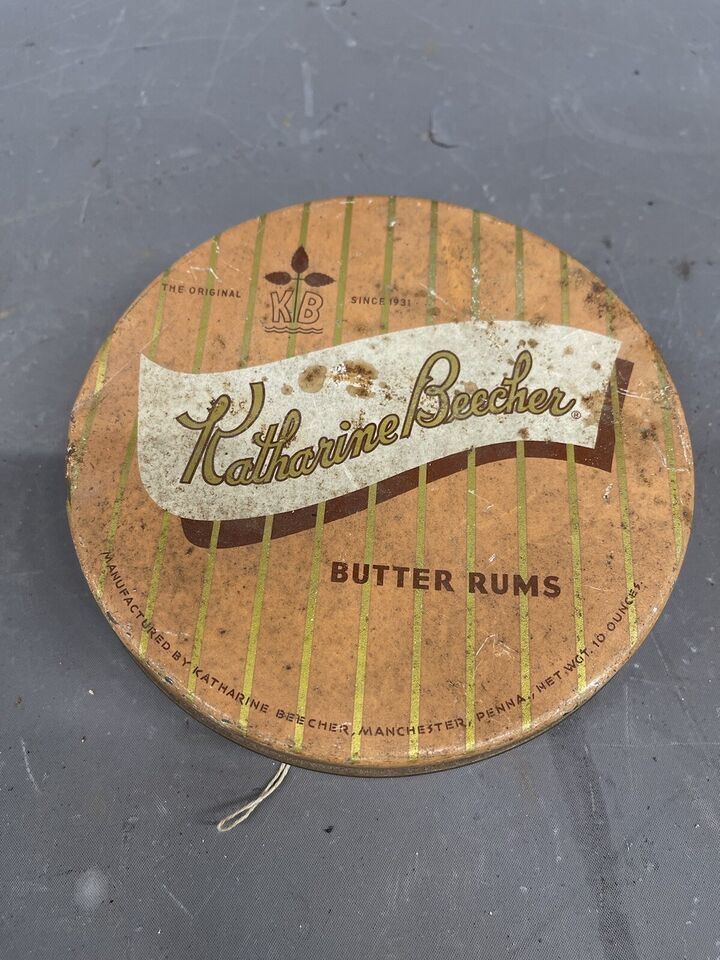 THE ORIGINAL
KB
SINCE 1931
Katharine Beecher®
BUTTER RUMS
MANUFACTURED BY KATHARINE BEECHER, MANCHESTER, PENNA., NET WGT. 10 OUNCES.